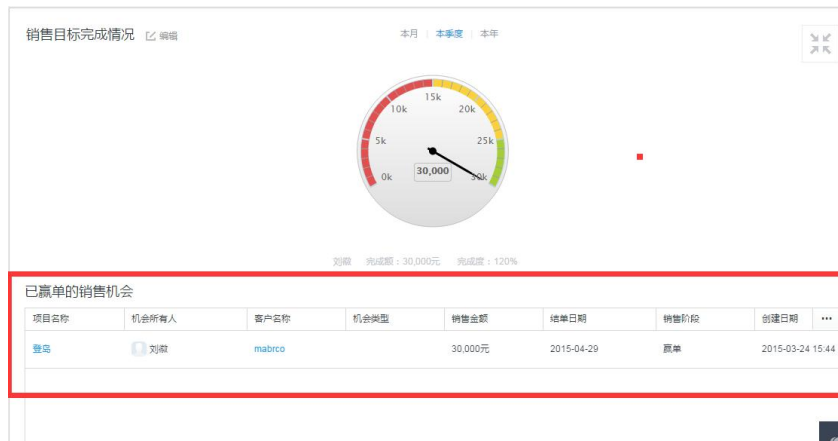 销售目标完成情况 编辑 本月 本季度 本年
15k
10k 20k
5k 25k
30,000
0k 30k
刘徽 完成额：30,000元 完成度：120%
已赢单的销售机会
项目名称 机会所有人 客户名称 机会类型 销售金额 结单日期 销售阶段 创建日期 •••
登岛 刘徽 mabrco 30,000元 2015-04-29 赢单 2015-03-24 15:44